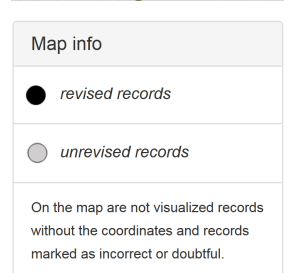 Map info
revised records
unrevised records
On the map are not visualized records
without the coordinates and records
marked as incorrect or doubtful.